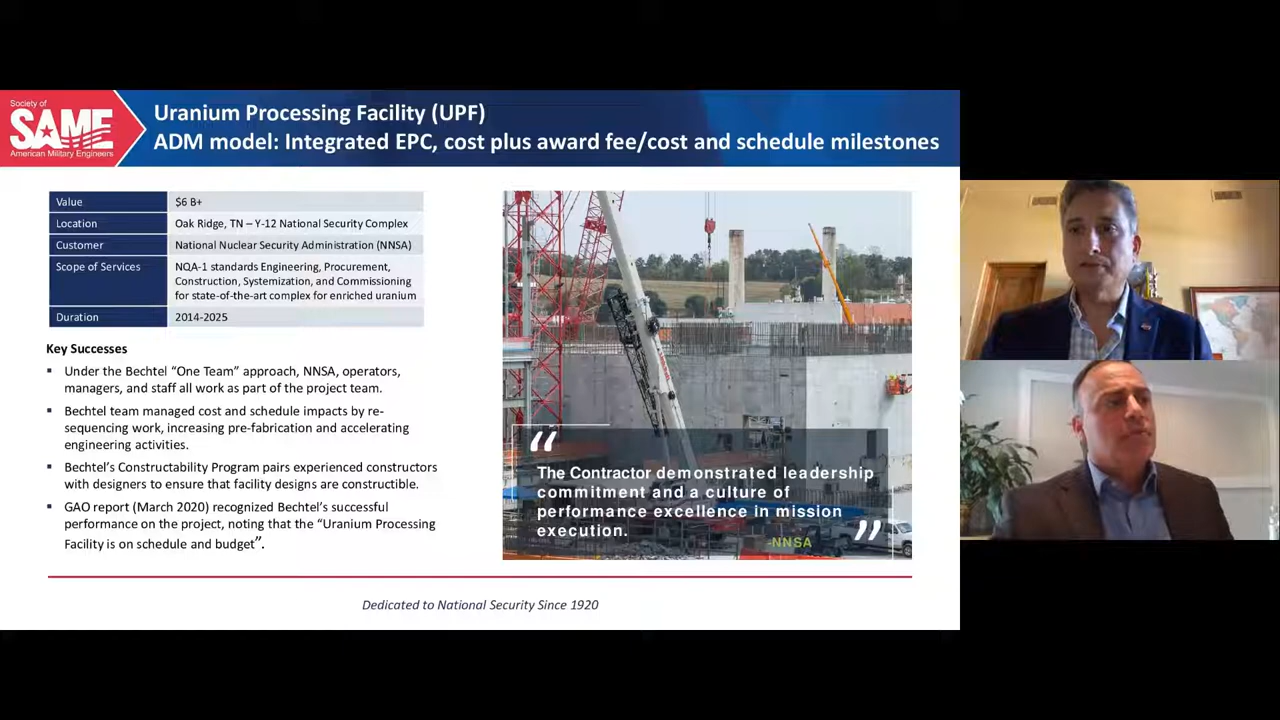 Society of
SAME
American Military Engineers
Uranium Processing Facility (UPF)
ADM model: Integrated EPC, cost plus award fee/cost and schedule milestones
Value $6 B+
Location Oak Ridge, TN – Y-12 National Security Complex
Customer National Nuclear Security Administration (NNSA)
Scope of Services NQA-1 standards Engineering, Procurement,
Construction, Systemization, and Commissioning
for state-of-the-art complex for enriched uranium
Duration 2014-2025
Key Successes
▪ Under the Bechtel “One Team” approach, NNSA, operators,
managers, and staff all work as part of the project team.
▪ Bechtel team managed cost and schedule impacts by re-
sequencing work, increasing pre-fabrication and accelerating
engineering activities.
▪ Bechtel’s Constructability Program pairs experienced constructors
with designers to ensure that facility designs are constructible.
▪ GAO report (March 2020) recognized Bechtel’s successful
performance on the project, noting that the “Uranium Processing
Facility is on schedule and budget”.
“
The Contractor demonstrated leadership
commitment and a culture of
performance excellence in mission
execution.
”
-NNSA
Dedicated to National Security Since 1920